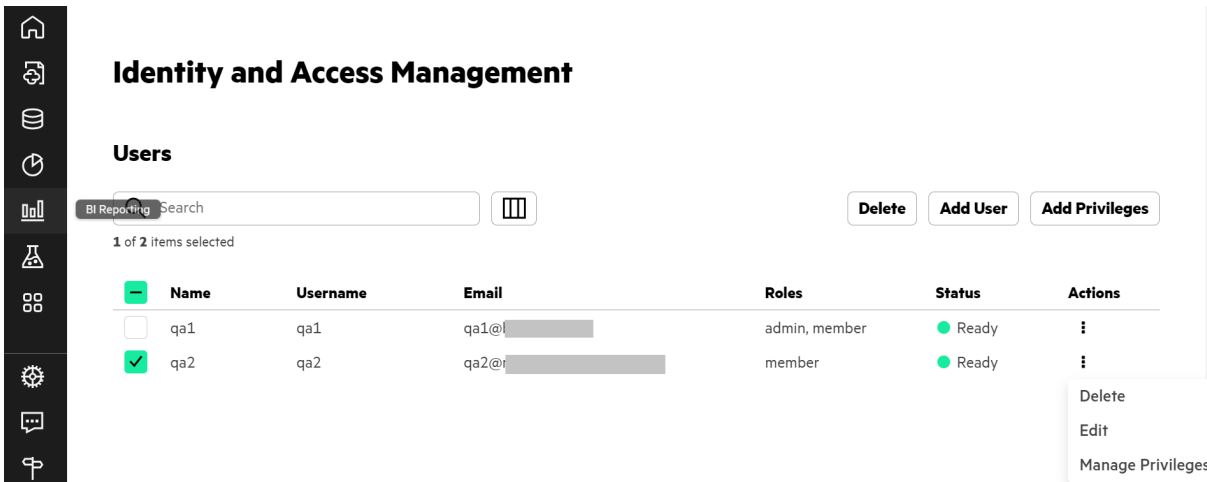 Identity and Access Management
Users
BI Reporting
Search
Delete
Add User
Add Privileges
1 of 2 items selected
Name Username Email Roles Status Actions
qa1 qa1 qa1@ admin, member Ready
qa2 qa2 qa2@ member Ready
Delete
Edit
Manage Privileges